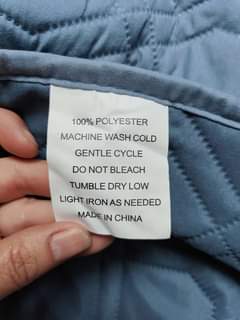 100% POLYESTER
MACHINE WASH COLD
GENTLE CYCLE
DO NOT BLEACH
TUMBLE DRY LOW
LIGHT IRON AS NEEDED
MADE IN CHINA